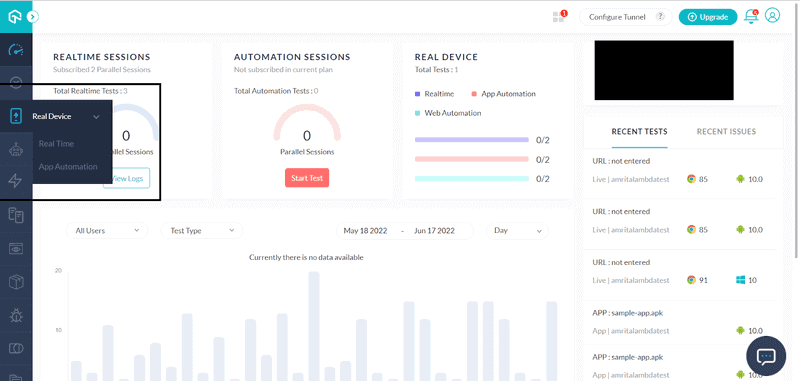 1
Configure Tunnel
?
Upgrade
REALTIME SESSIONS
Subscribed 2 Parallel Sessions
Total Realtime Tests : 3
0
llel Sessions
View Logs
Real Device
Real Time
App Automation
AUTOMATION SESSIONS
Not subscribed in current plan
Total Automation Tests : 0
0
Parallel Sessions
Start Test
REAL DEVICE
Total Tests : 1
Realtime
App Automation
Web Automation
0/2
0/2
0/2
All Users
Test Type
May 18 2022 - Jun 17 2022
Day
Currently there is no data available
20
10
RECENT TESTS
RECENT ISSUES
URL : not entered
Live | amritalambdatest 85 10.0
URL : not entered
Live | amritalambdatest 85 10.0
URL : not entered
Live | amritalambdatest 91 10
APP : sample-app.apk
App | amritalambdatest 10.0
APP : sample-app.apk
App | amritalambdatest 10.0